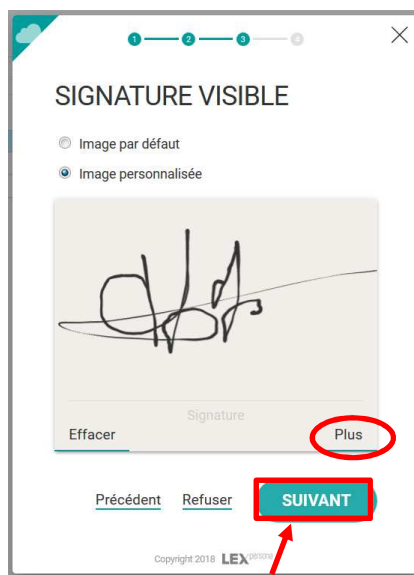 1 2 3 4
SIGNATURE VISIBLE
Image par défaut
Image personnalisée
Signature
Effacer Plus
Précédent Refuser SUIVANT
Copyright 2018 LEX persona